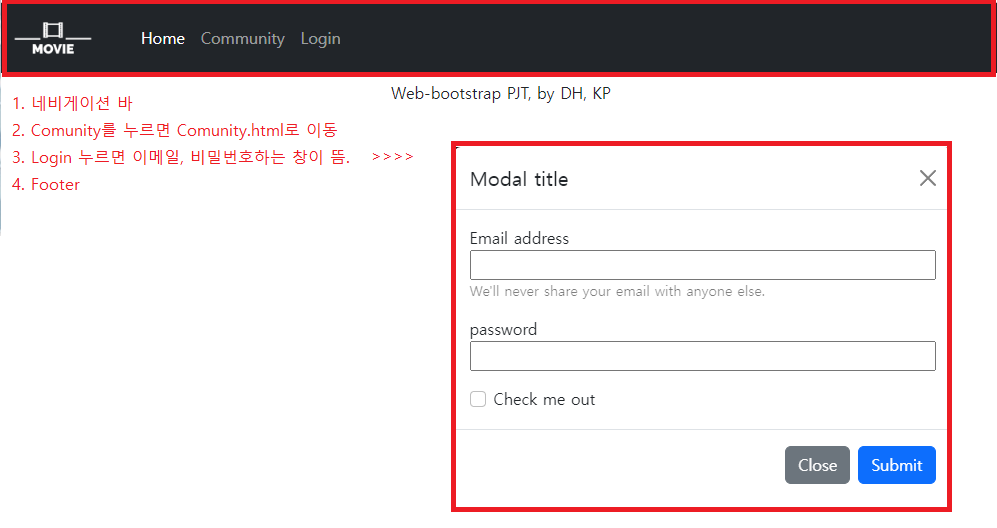 MOVIE Home Community Login
Web-bootstrap PJT, by DH, KP
1. 네비게이션 바
2. Comunity를 누르면 Comunity.html로 이동
3. Login 누르면 이메일, 비밀번호하는 창이 뜸. >>>>
4. Footer
Modal title
Email address
We'll never share your email with anyone else.
password
Check me out
Close Submit